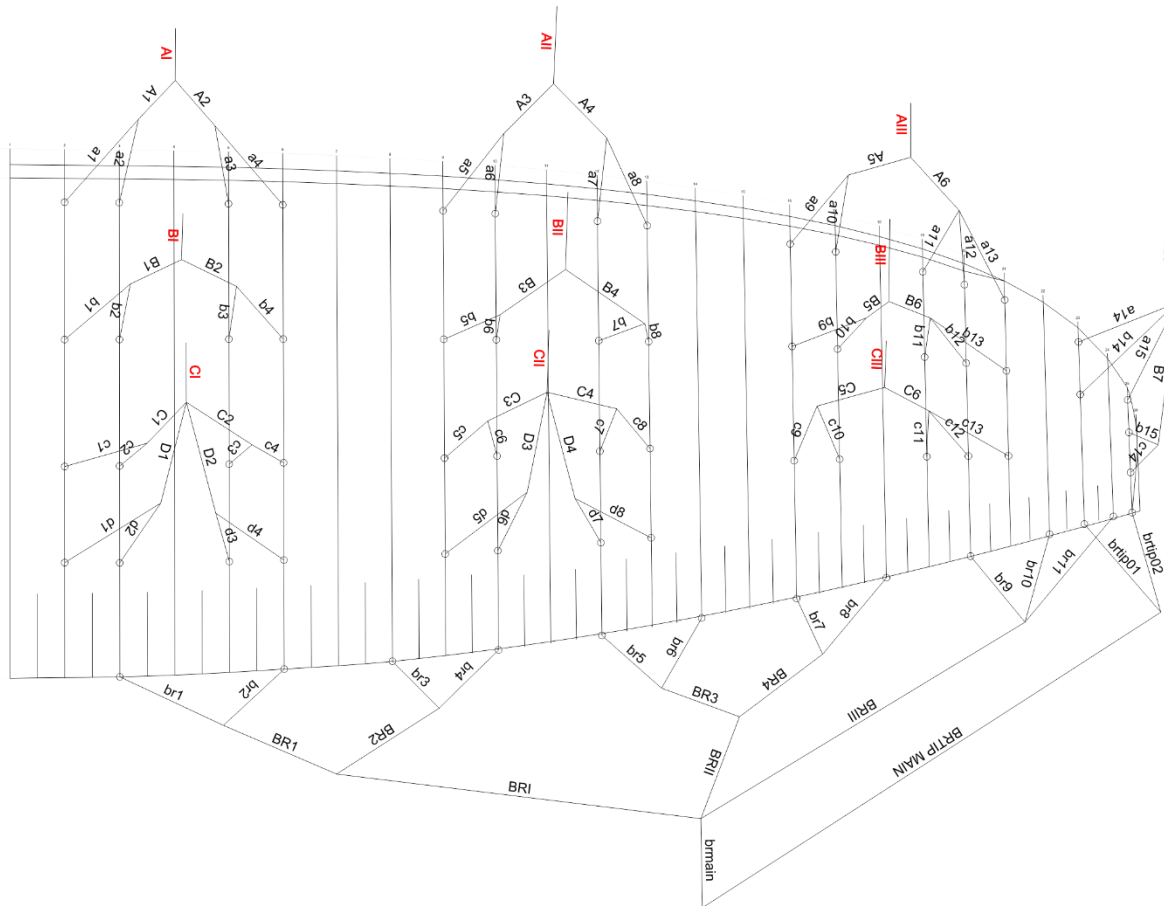 AI
AII
A1
A2
A3
A4
AIII
A5
A6
a1
a2
a3
a4
a5
a6
a7
a8
a9
a10
a11
a12
a13
BI
BII
BIII
B1
B2
B3
B4
B5
B6
b1
b2
b3
b4
b5
b6
b7
b8
b9
b10
b11
b12
b13
a14
b14
a15
B7
b15
c14
CI
CII
CIII
C1
C2
C3
C4
C5
C6
c1
c2
c3
c4
c5
c6
c7
c8
c9
c10
c11
c12
c13
D1
D2
D3
D4
d1
d2
d3
d4
d5
d6
d7
d8
br1
br2
br3
br4
br5
br6
br7
br8
br9
br10
br11
brtip01
brtip02
BR1
BR2
BR3
BR4
BRI
BRII
BRIII
BRTIP MAIN
brmain